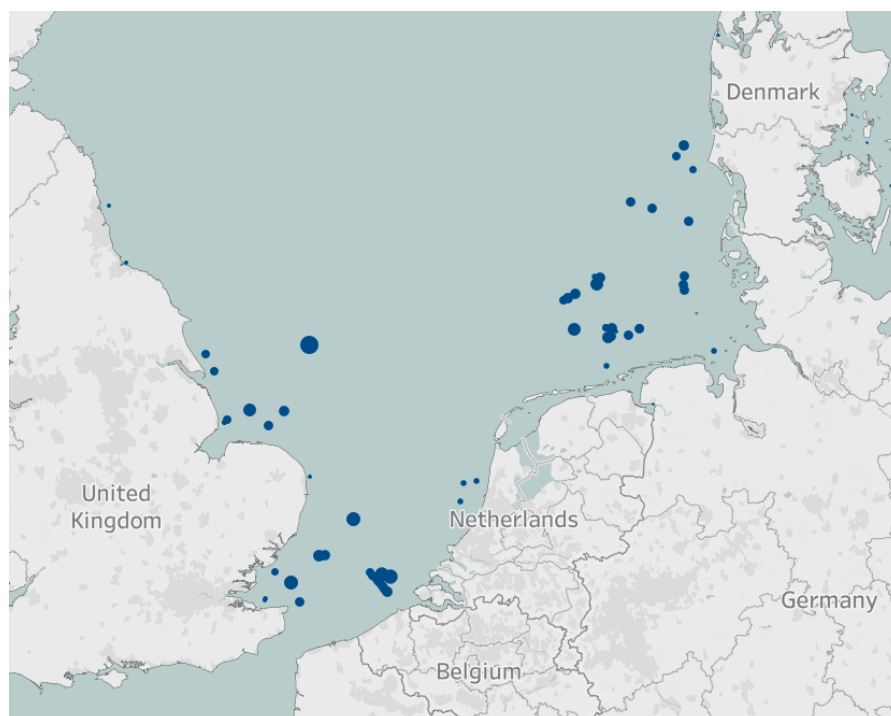 Denmark
United
Kingdom
Netherlands
Germany
Belgium